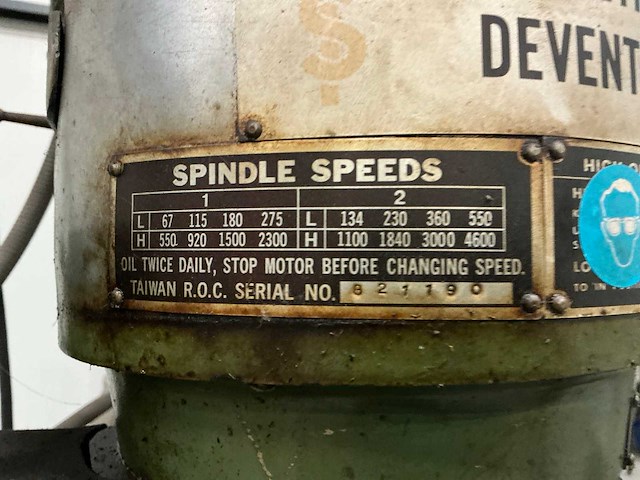 DEVENT
SPINDLE SPEEDS
1 2
L 67 115 180 275 L 134 230 360 550
H 550 920 1500 2300 H 1100 1840 3000 4600
OIL TWICE DAILY, STOP MOTOR BEFORE CHANGING SPEED.
TAIWAN R.O.C. SERIAL NO. 821190